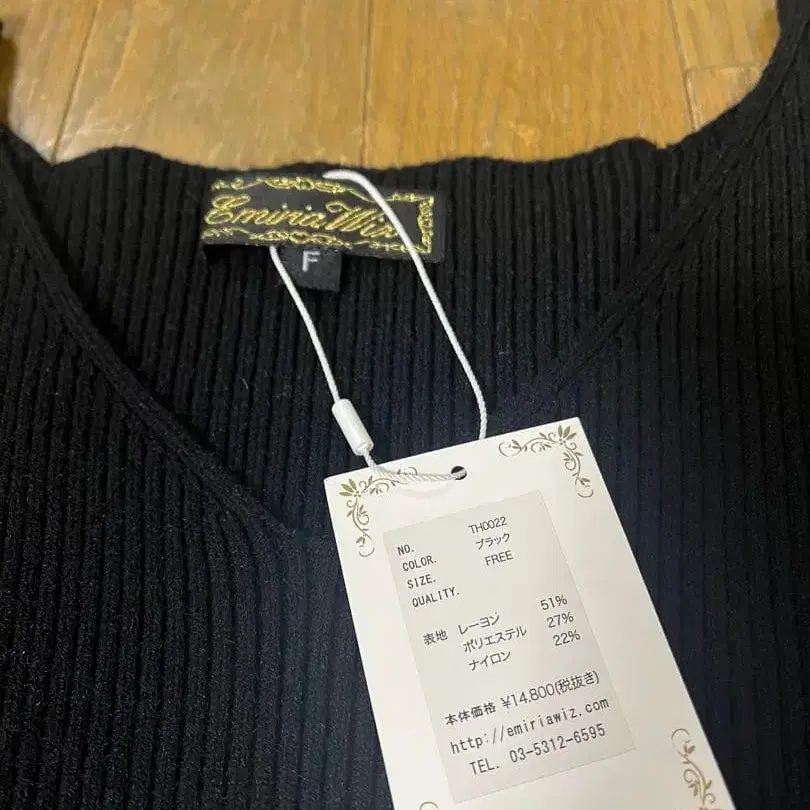 Emiria Wiz
F
NO. TH0022
COLOR. ブラック
SIZE. FREE
QUALITY.
表地 レーヨン 51%
ポリエステル 27%
ナイロン 22%
本体価格 ¥14,800(税抜き)
http://emiriawiz.com
TEL. 03-5312-6595